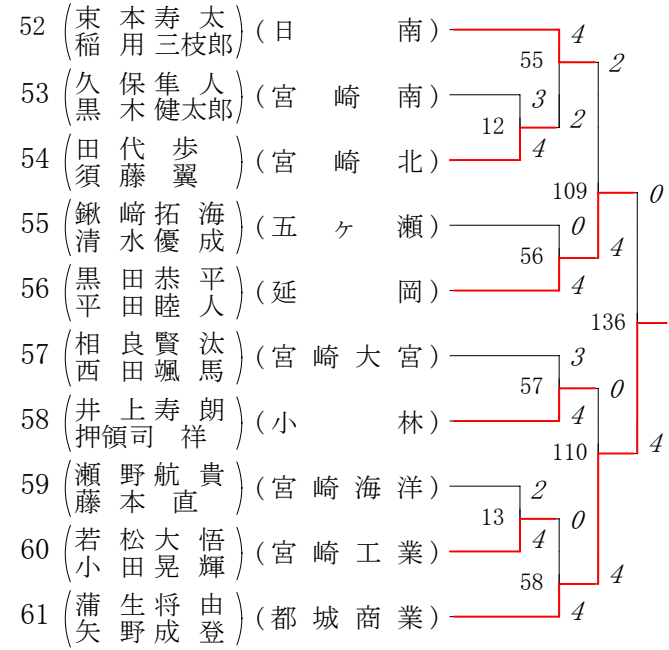 52 束本寿太 (日南) 4
稲用三枝郎
55 2
53 久保隼人 (宮崎南) 3
黒木健太郎
12 2
54 田代歩 (宮崎北) 4
須藤翼
109 0
55 鍬﨑拓海 (五ヶ瀬) 0
清水優成
56 4
56 黒田恭平 (延岡) 4
平田睦人
136
57 相良賢汰 (宮崎大宮) 3
西田颯馬
57 0
58 井上寿朗 (小林) 4
押領司祥
110 4
59 瀬野航貴 (宮崎海洋) 2
藤本直
13 0
60 若松大悟 (宮崎工業) 4
小田晃輝
58 4
61 蒲生将由 (都城商業) 4
矢野成登